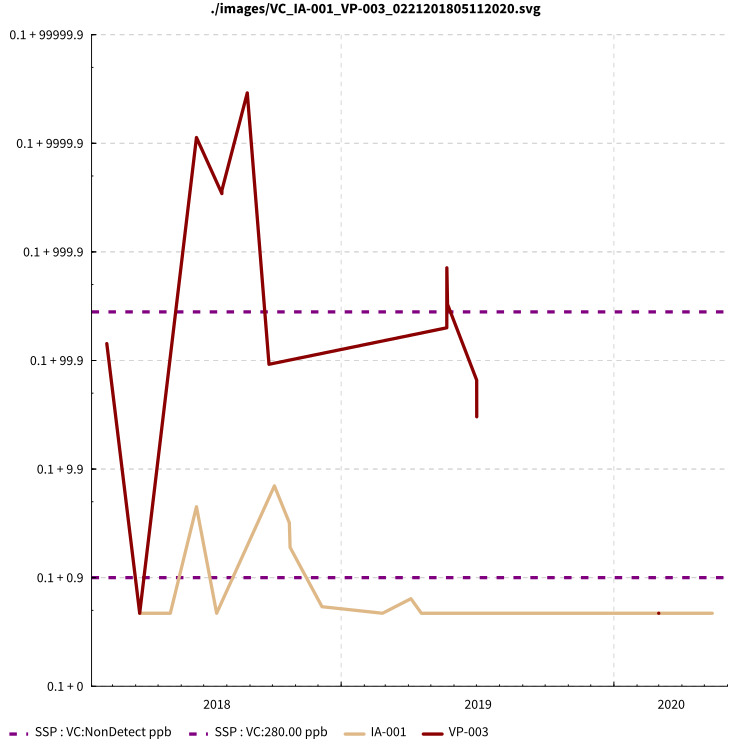 ./images/VC_IA-001_VP-003_0221201805112020.svg
0.1 + 99999.9
0.1 + 9999.9
0.1 + 999.9
0.1 + 99.9
0.1 + 9.9
0.1 + 0.9
0.1 + 0
2018 2019 2020
SSP : VC:NonDetect ppb SSP : VC:280.00 ppb IA-001 VP-003